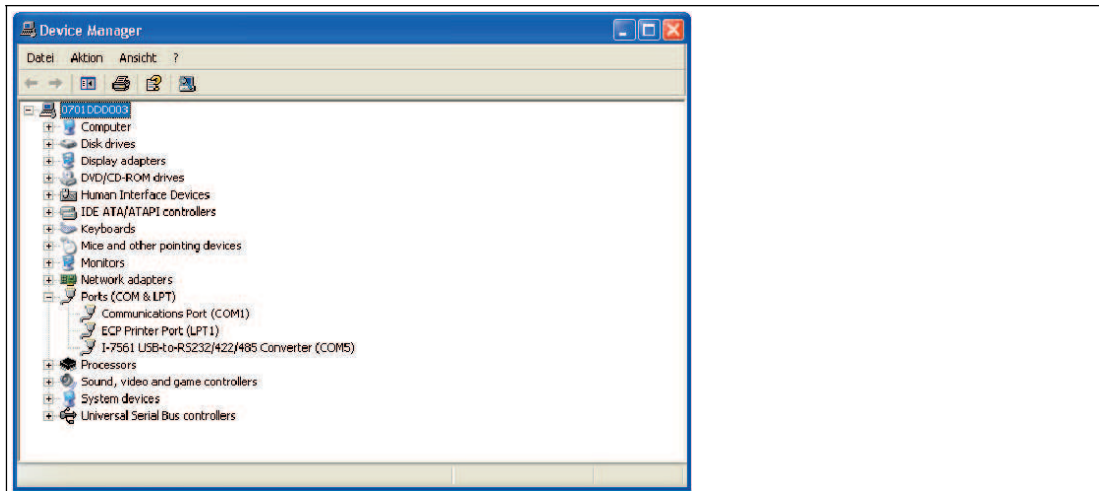 Device Manager
Datei Aktion Ansicht ?
0701DDD003
Computer
Disk drives
Display adapters
DVD/CD-ROM drives
Human Interface Devices
IDE ATA/ATAPI controllers
Keyboards
Mice and other pointing devices
Monitors
Network adapters
Ports (COM & LPT)
Communications Port (COM1)
ECP Printer Port (LPT1)
I-7561 USB-to-RS232/422/485 Converter (COM5)
Processors
Sound, video and game controllers
System devices
Universal Serial Bus controllers